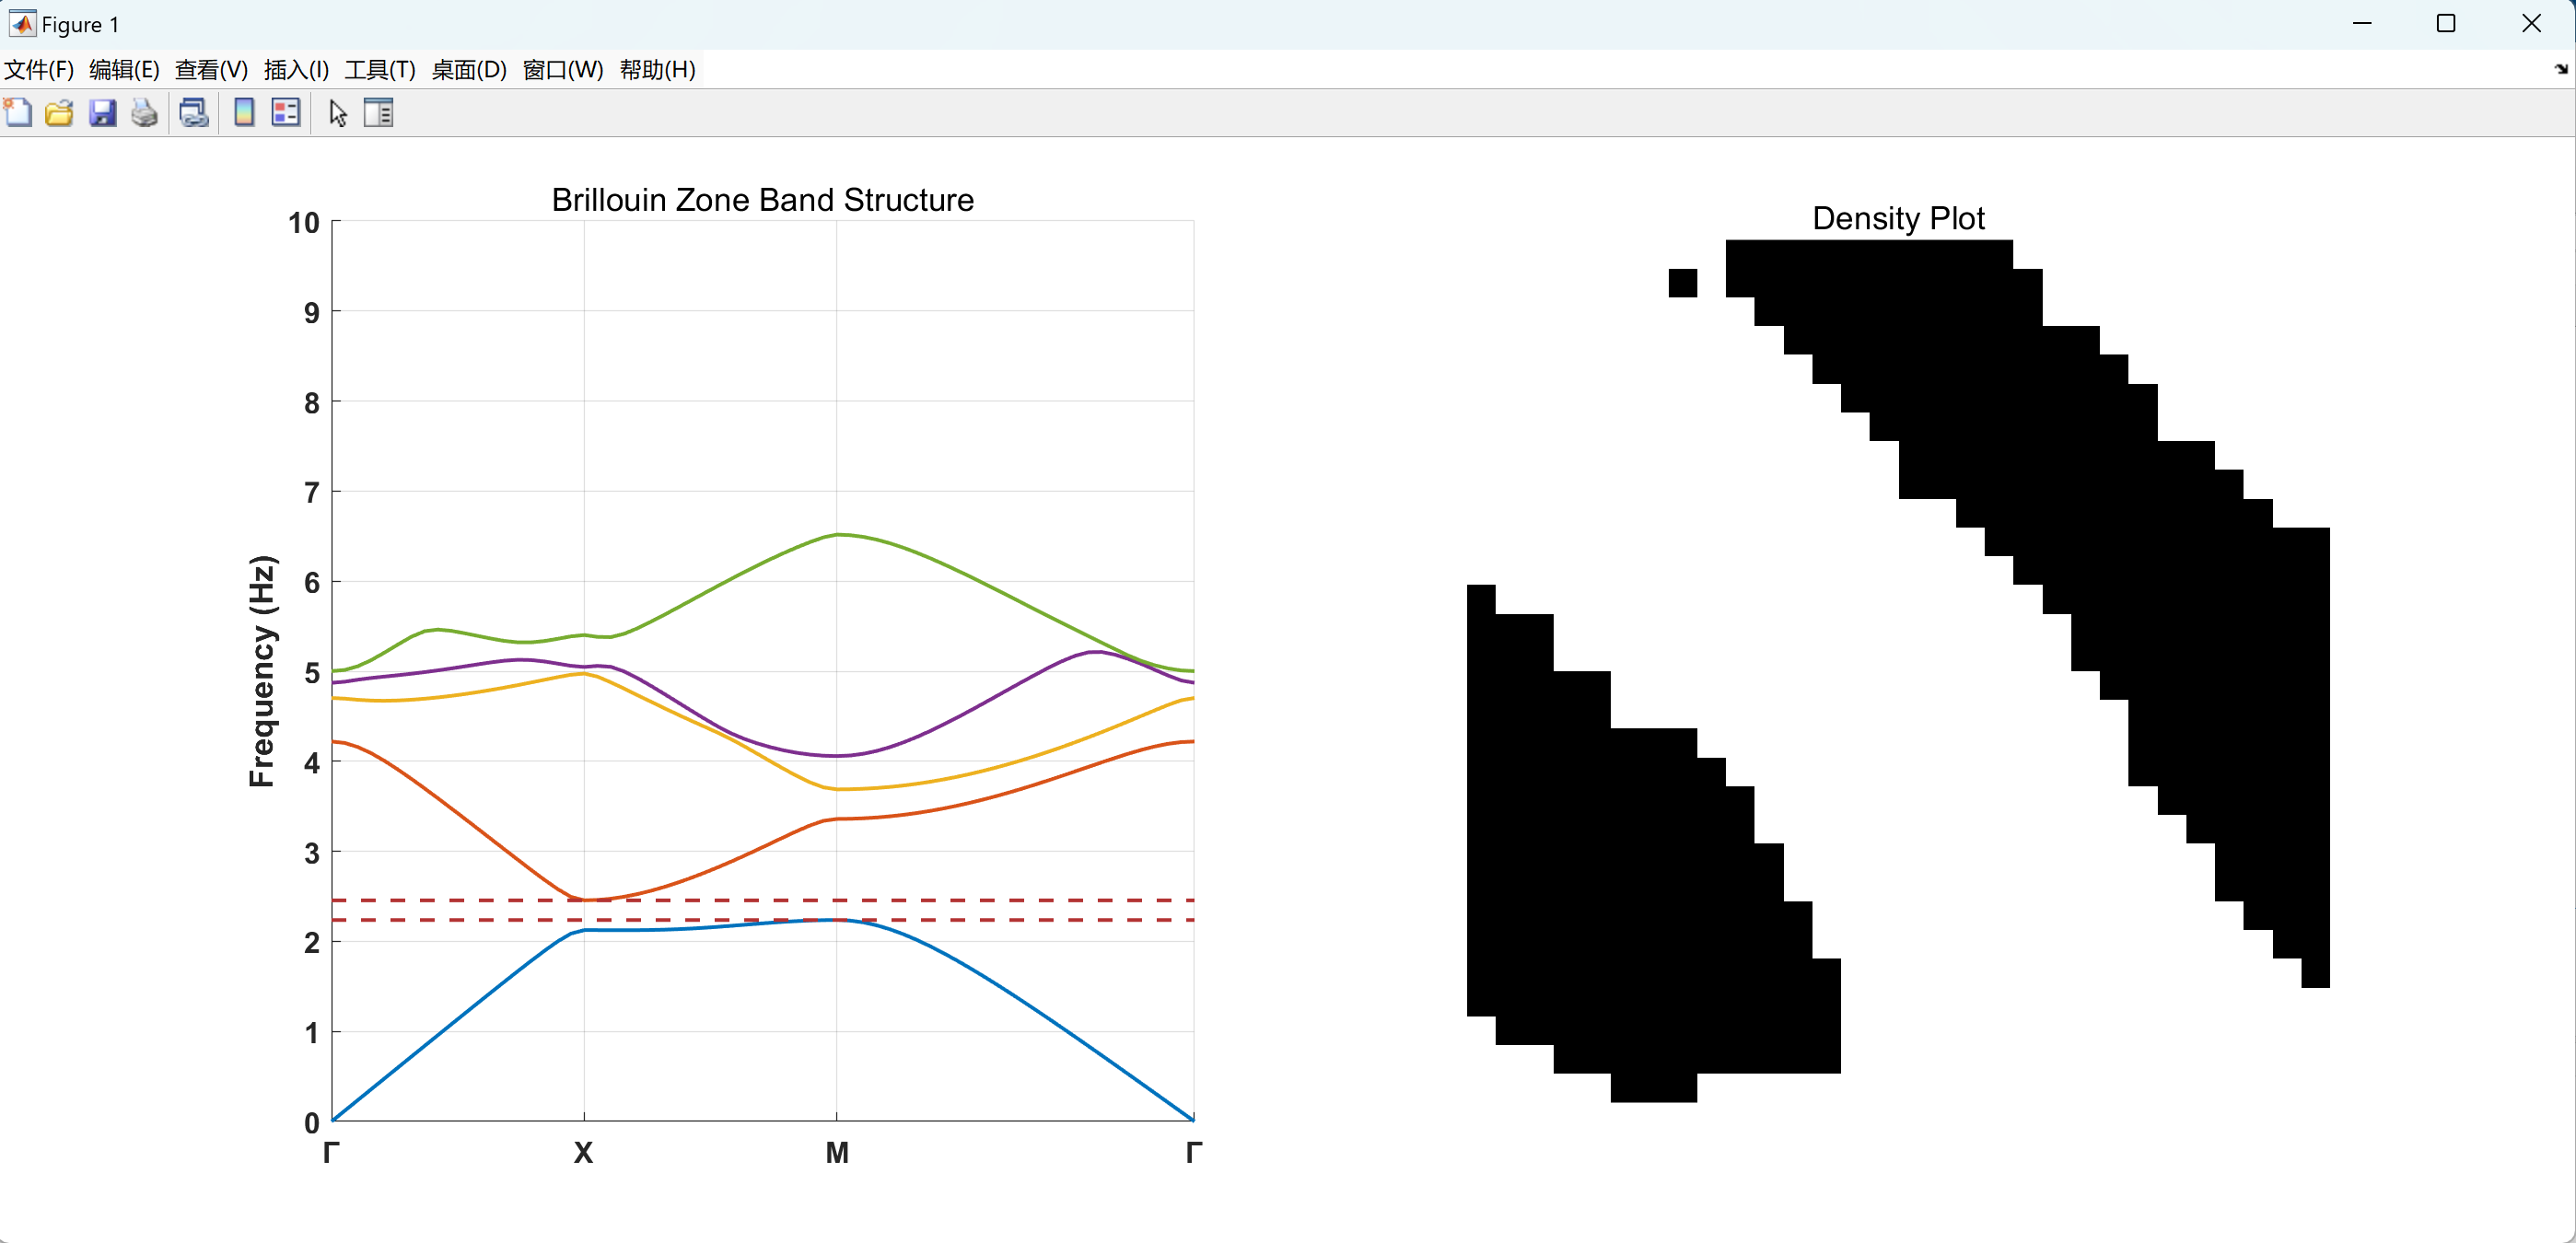 Figure 1
文件(F) 编辑(E) 查看(V) 插入(I) 工具(T) 桌面(D) 窗口(W) 帮助(H)
Brillouin Zone Band Structure
10
9
8
7
6
5
4
3
2
1
0
Frequency (Hz)
Γ X M Γ
Density Plot